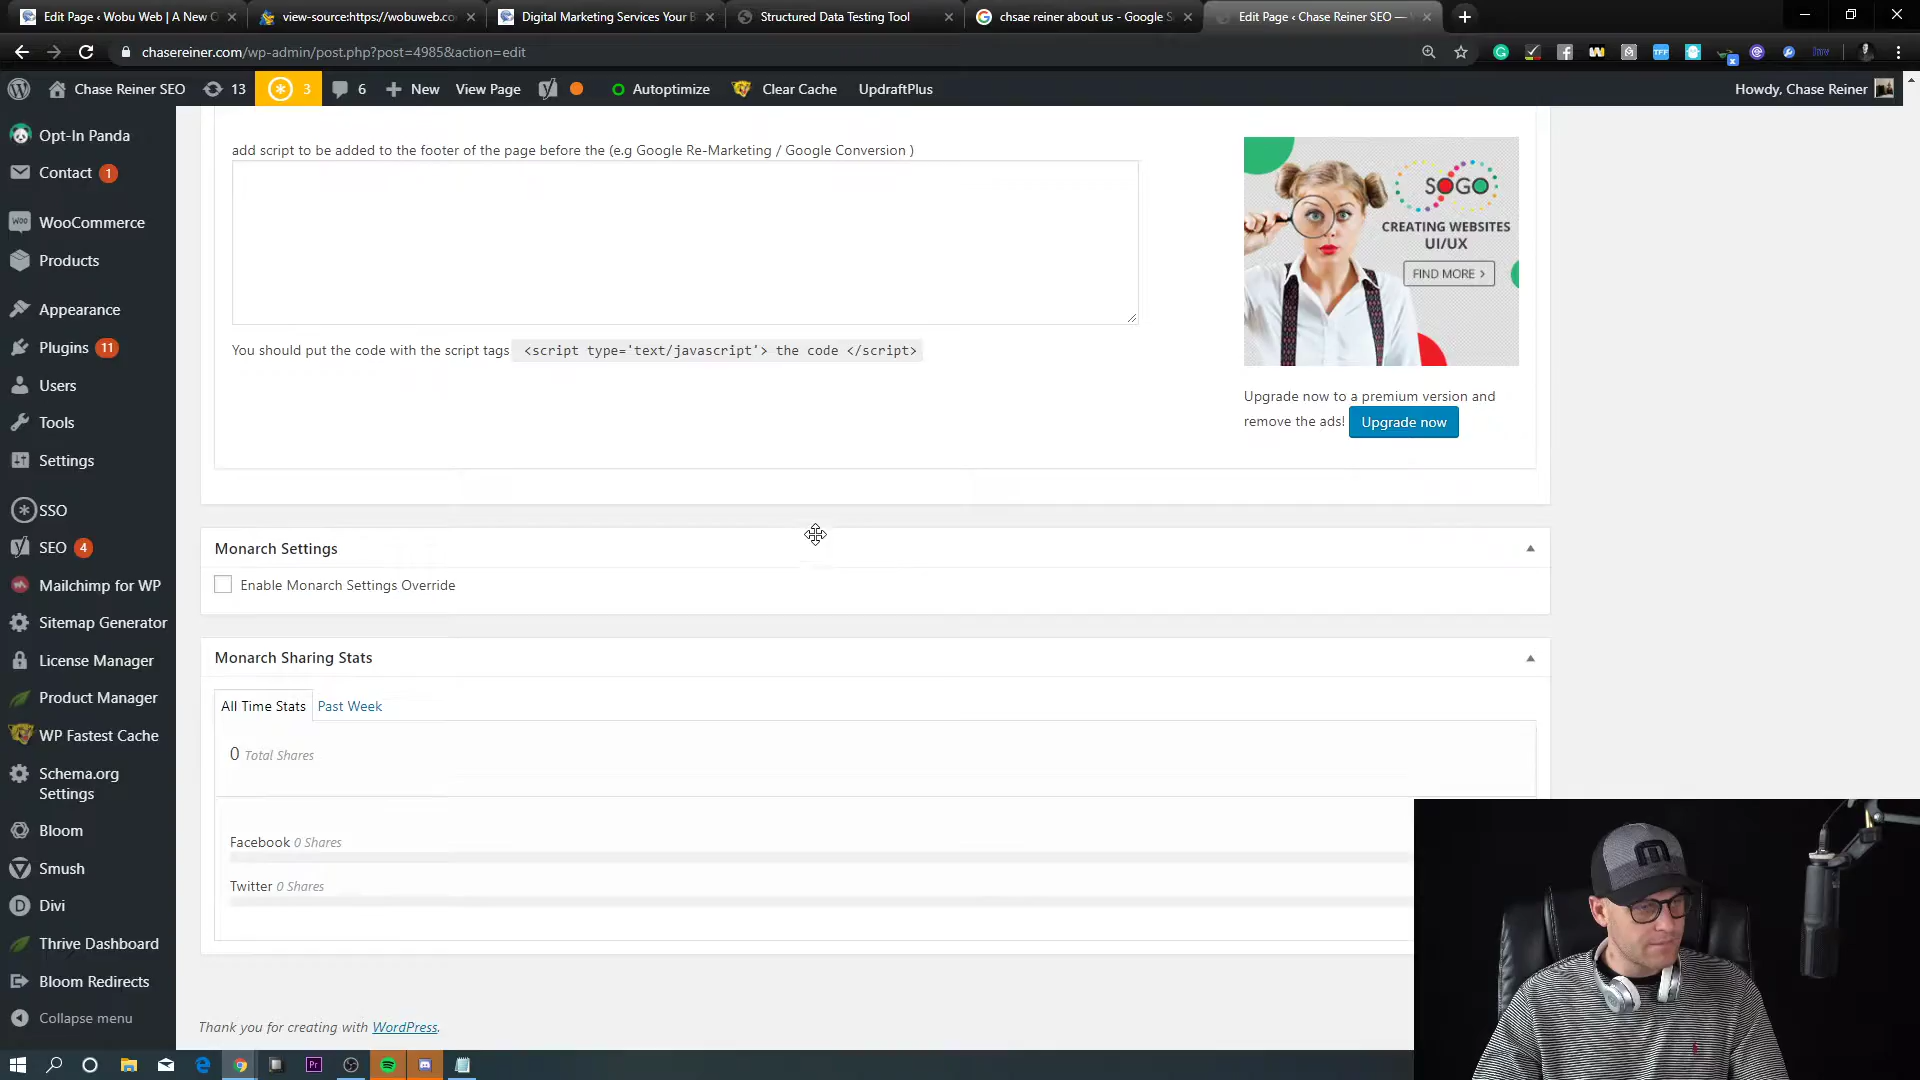 Edit Page ‹ Wobu Web | A New C
view-source:https://wobuweb.co
Digital Marketing Services Your B
Structured Data Testing Tool
chsae reiner about us - Google S
Edit Page ‹ Chase Reiner SEO —
chasereiner.com/wp-admin/post.php?post=4985&action=edit
Chase Reiner SEO
13
3
6
New
View Page
Autoptimize
Clear Cache
UpdraftPlus
Howdy, Chase Reiner
Opt-In Panda
Contact 1
WooCommerce
Products
Appearance
Plugins 11
Users
Tools
Settings
SSO
SEO 4
Mailchimp for WP
Sitemap Generator
License Manager
Product Manager
WP Fastest Cache
Schema.org
Settings
Bloom
Smush
Divi
Thrive Dashboard
Bloom Redirects
Collapse menu
add script to be added to the footer of the page before the (e.g Google Re-Marketing / Google Conversion )
You should put the code with the script tags <script type='text/javascript'> the code </script>
SOGO
CREATING WEBSITES
UI/UX
FIND MORE >
Upgrade now to a premium version and
remove the ads! Upgrade now
Monarch Settings
Enable Monarch Settings Override
Monarch Sharing Stats
All Time Stats
Past Week
0 Total Shares
Facebook 0 Shares
Twitter 0 Shares
Thank you for creating with WordPress.